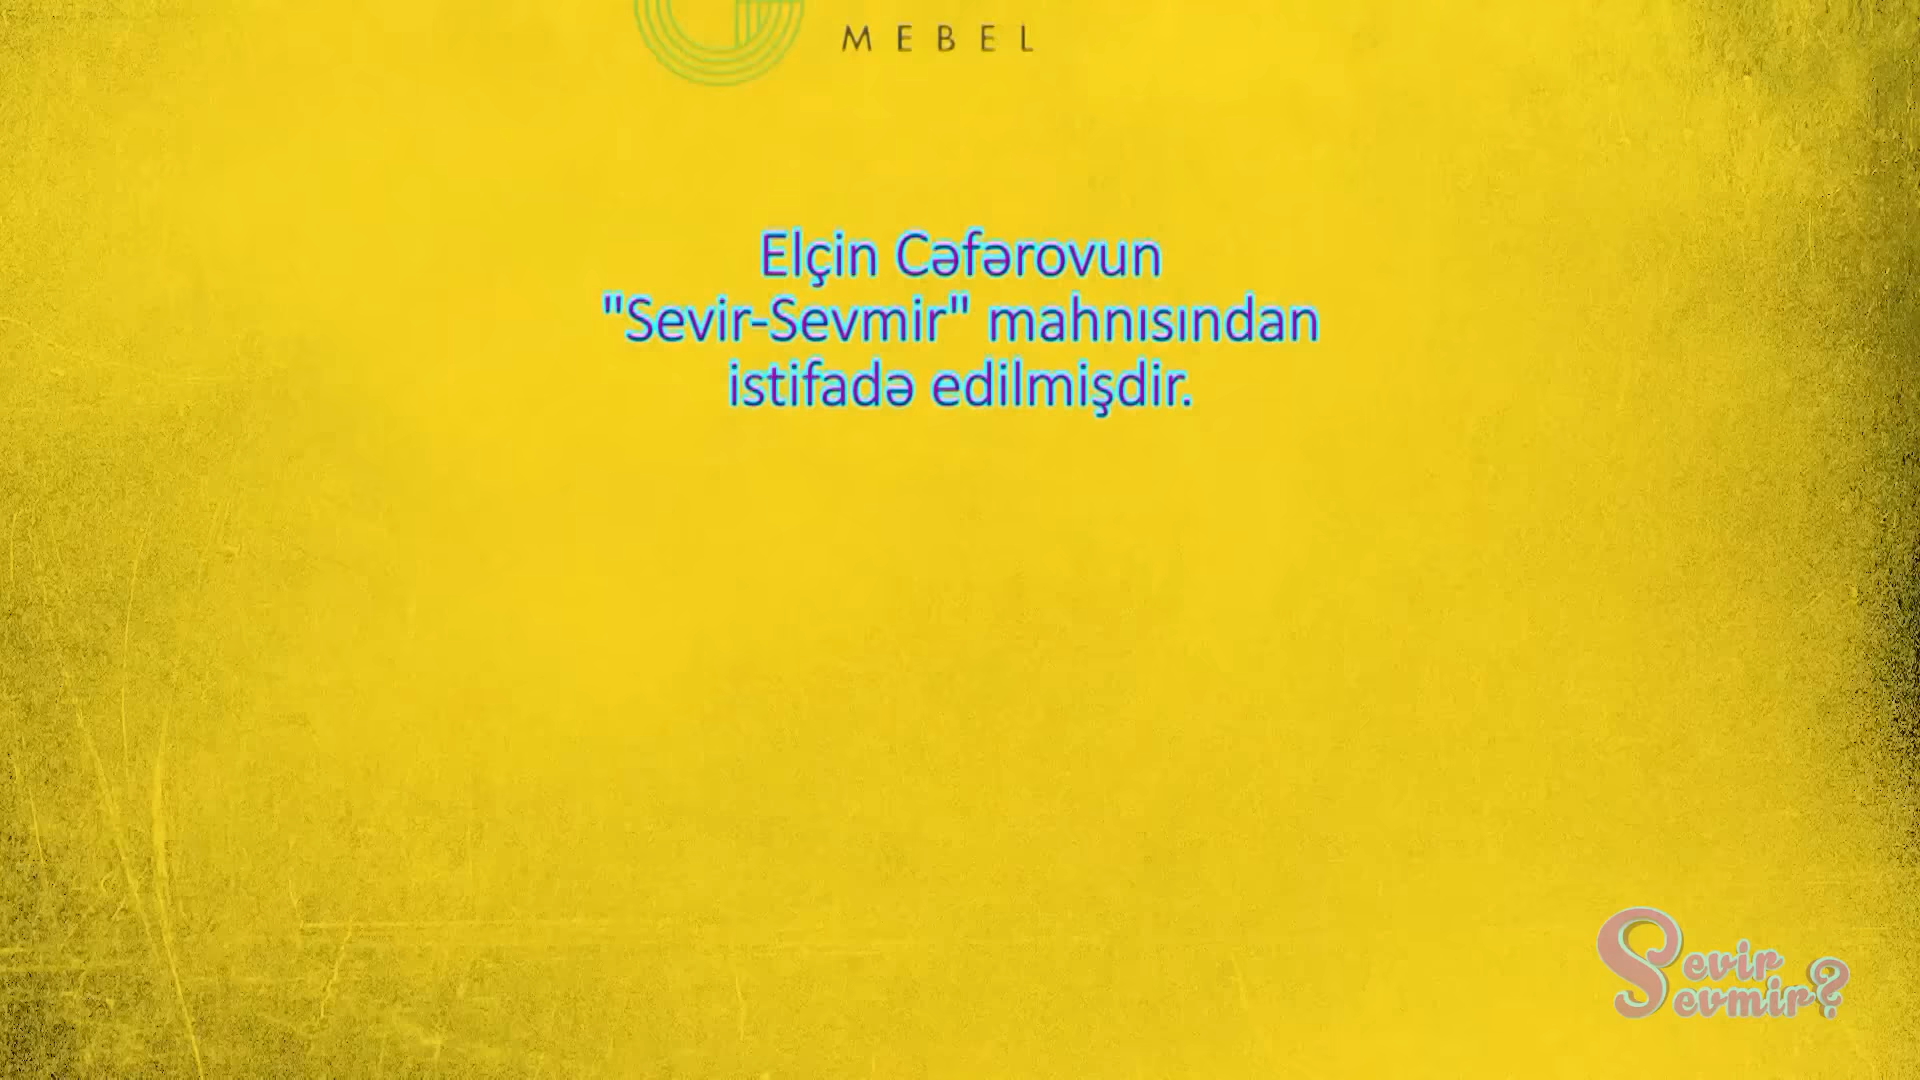 MEBEL
Elçin Cəfərovun
"Sevir-Sevmir" mahnısından
istifadə edilmişdir.
Sevir
Sevmir?